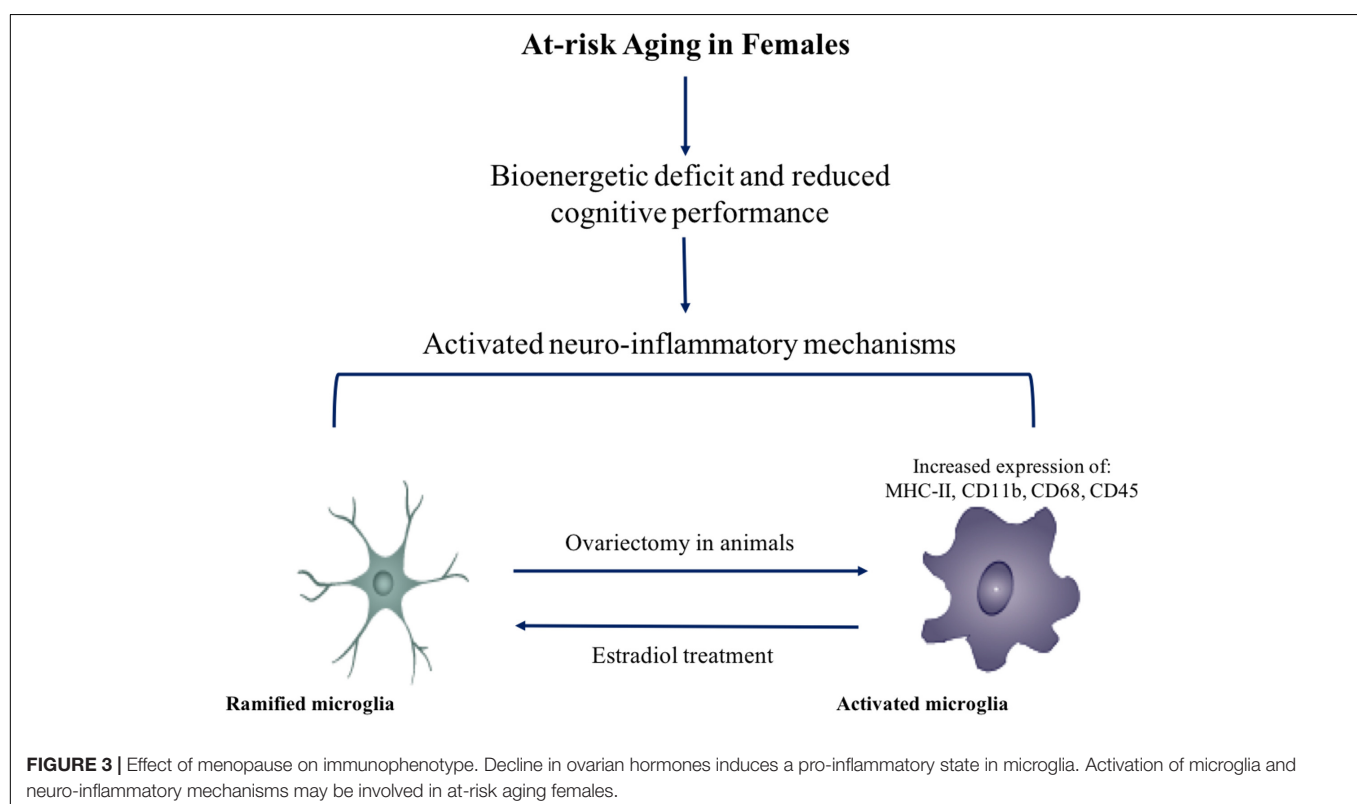 At-risk Aging in Females
Bioenergetic deficit and reduced
cognitive performance
Activated neuro-inflammatory mechanisms
Increased expression of:
MHC-II, CD11b, CD68, CD45
Ovariectomy in animals
Estradiol treatment
Ramified microglia
Activated microglia
FIGURE 3 | Effect of menopause on immunophenotype. Decline in ovarian hormones induces a pro-inflammatory state in microglia. Activation of microglia and
neuro-inflammatory mechanisms may be involved in at-risk aging females.